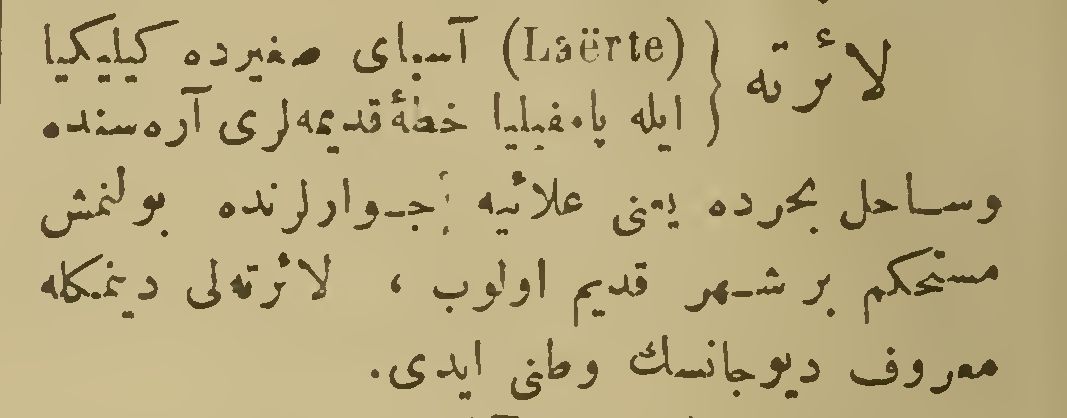 لائرته { (Laërte) آسیای صغیرده کیلیکیا
ایله پامفیلیا خطهٔ قدیمه‌لری آره‌سنده
وساحل بحرده یعنی علائیه جوارلرنده بولنمش
مستحکم بر شهر قدیم اولوب ، لائرته‌لی دینمکله
معروف دیوجانسك وطنی ایدی.